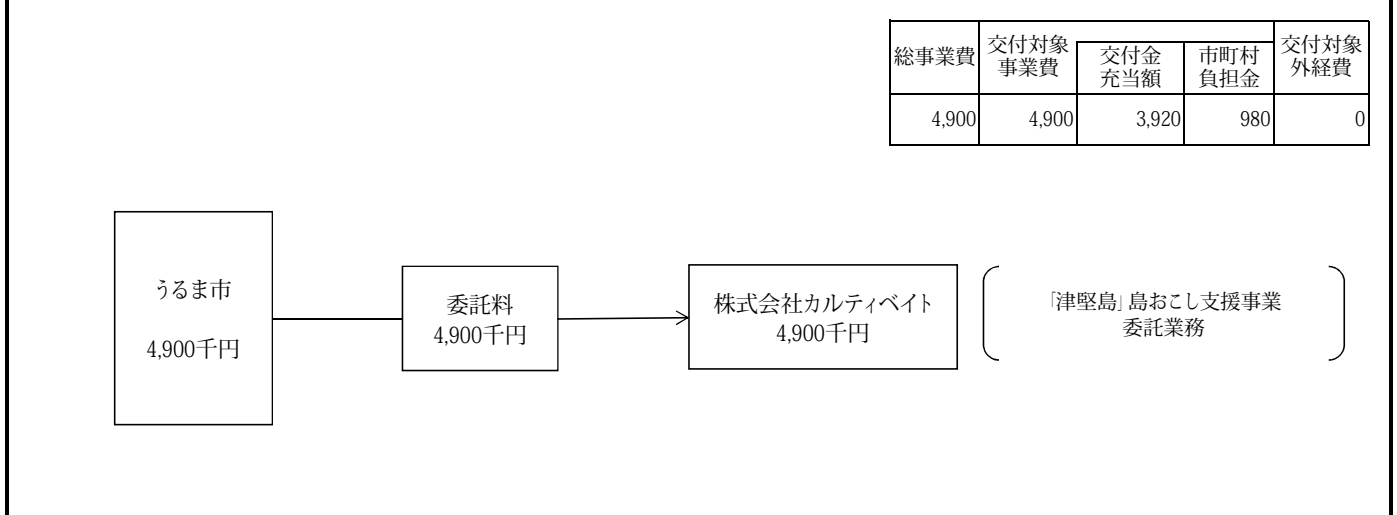 総事業費
交付対象
事業費
交付金
充当額
市町村
負担金
交付対象
外経費
4,900
4,900
3,920
980
0
うるま市
4,900千円
委託料
4,900千円
株式会社カルティベイト
4,900千円
「津堅島」島おこし支援事業
委託業務